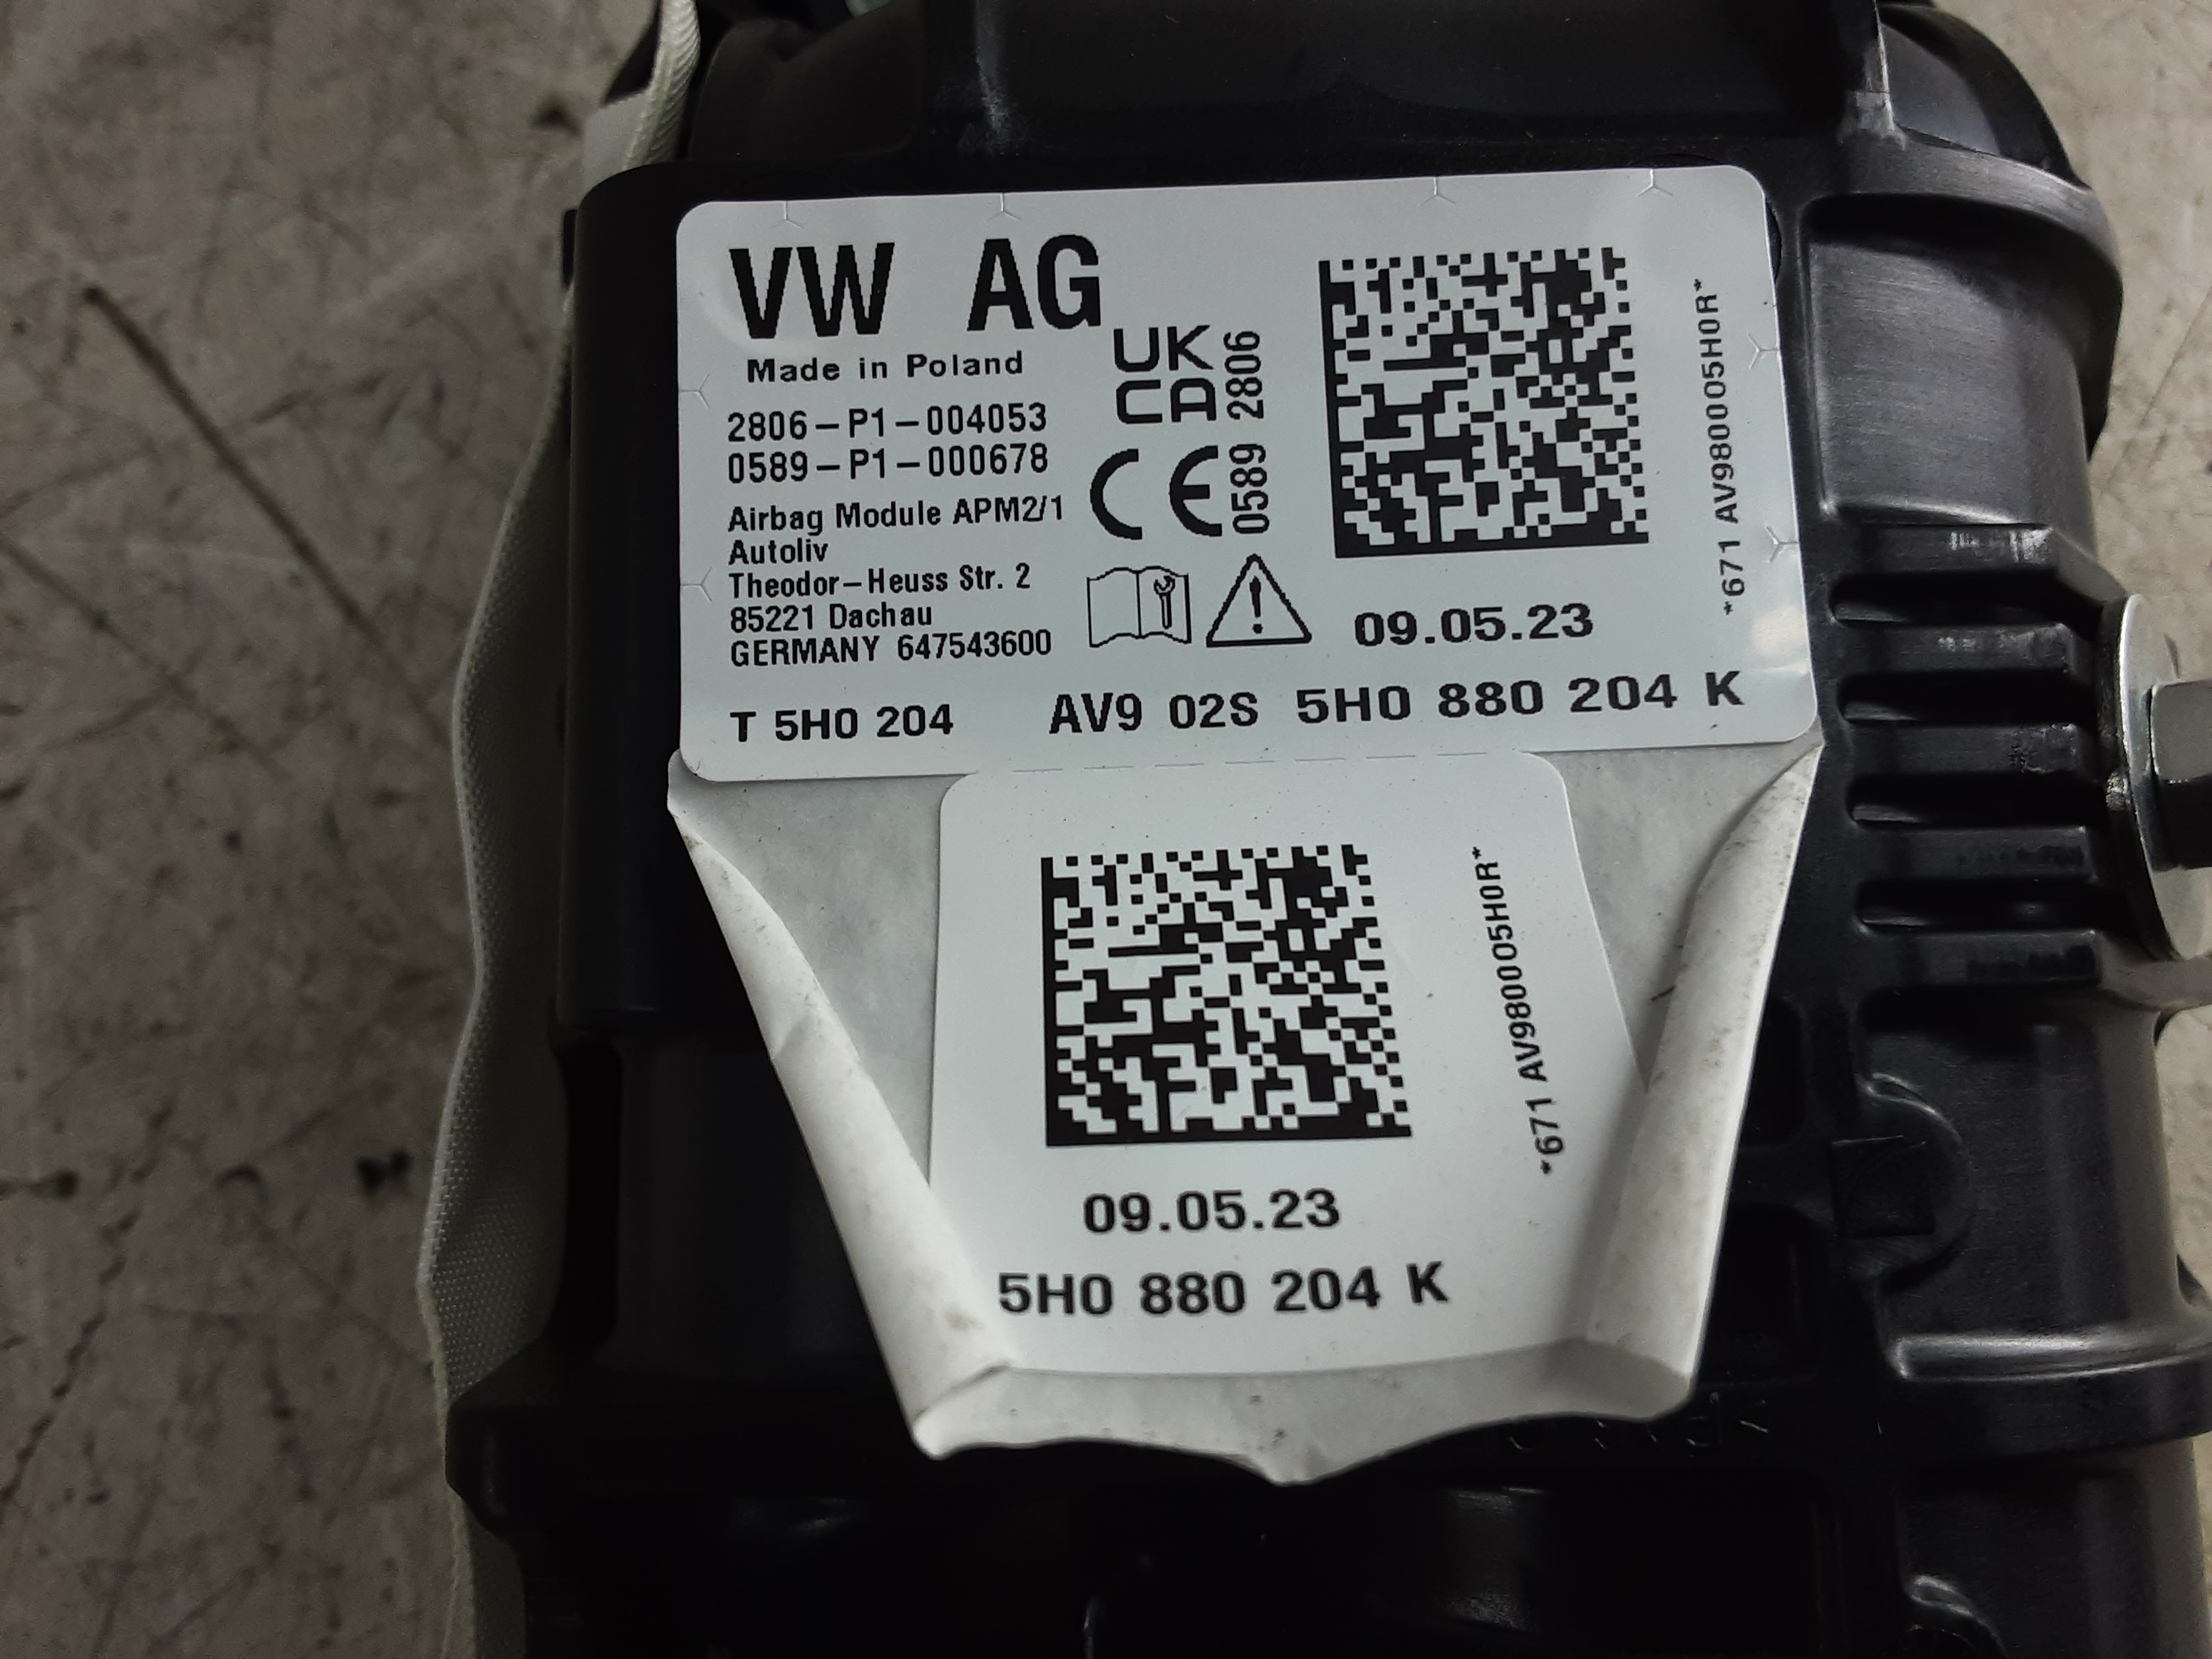 VW AG
Made in Poland
2806-P1-004053
0589-P1-000678
UK
CA
2806
CE
0589
Airbag Module APM2/1
Autoliv
Theodor-Heuss Str. 2
85221 Dachau
GERMANY 647543600
09.05.23
*671 AV980005H0R*
T 5H0 204 AV9 02S 5H0 880 204 K
*671 AV980005H0R*
09.05.23
5H0 880 204 K